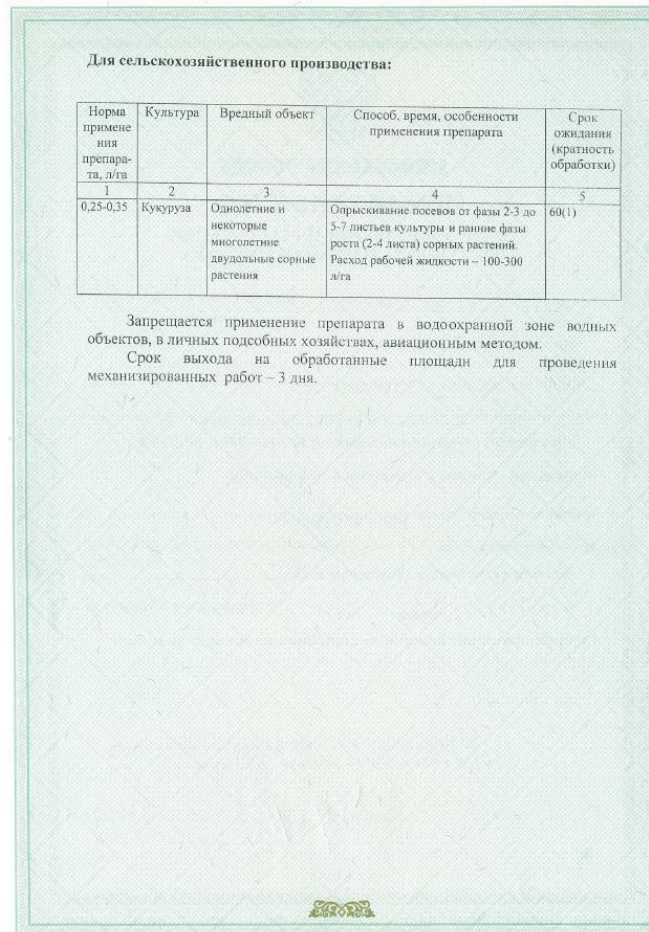 Для сельскохозяйственного производства:
Норма
примене
ния
препара-
та, л/га
Культура
Вредный объект
Способ, время, особенности
применения препарата
Срок
ожидания
(кратность
обработки)
1
2
3
4
5
0,25-0,35
Кукуруза
Однолетние и
некоторые
многолетние
двудольные сорные
растения
Опрыскивание посевов от фазы 2-3 до
5-7 листьев культуры и ранние фазы
роста (2-4 листа) сорных растений.
Расход рабочей жидкости – 100-300
л/га
60(1)
Запрещается применение препарата в водоохранной зоне водных
объектов, в личных подсобных хозяйствах, авиационным методом.
Срок выхода на обработанные площади для проведения
механизированных работ – 3 дня.